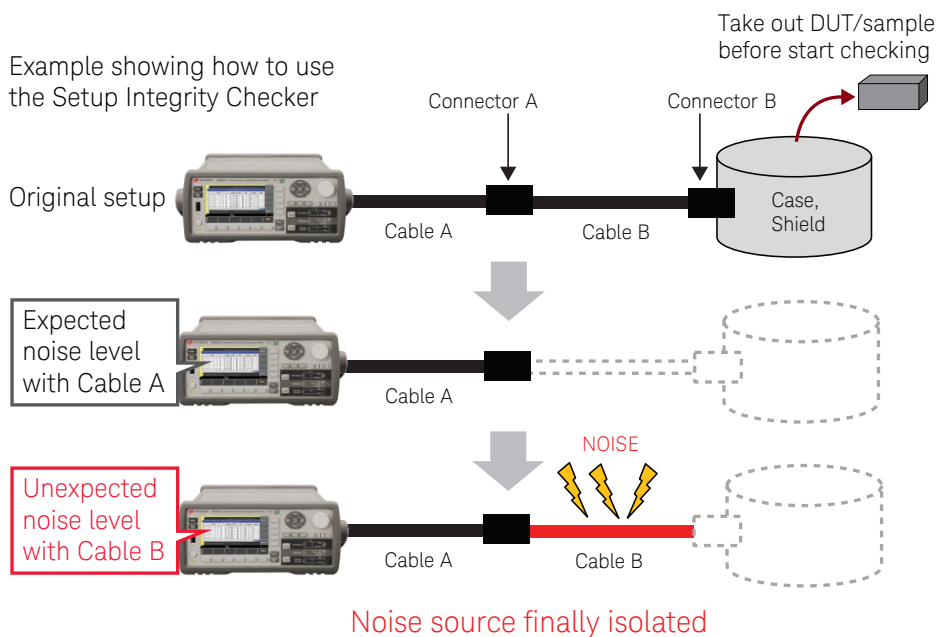 Take out DUT/sample
before start checking
Example showing how to use
the Setup Integrity Checker
Connector A
Connector B
Original setup
Cable A
Cable B
Case,
Shield
Expected
noise level
with Cable A
Cable A
NOISE
Unexpected
noise level
with Cable B
Cable A
Cable B
Noise source finally isolated